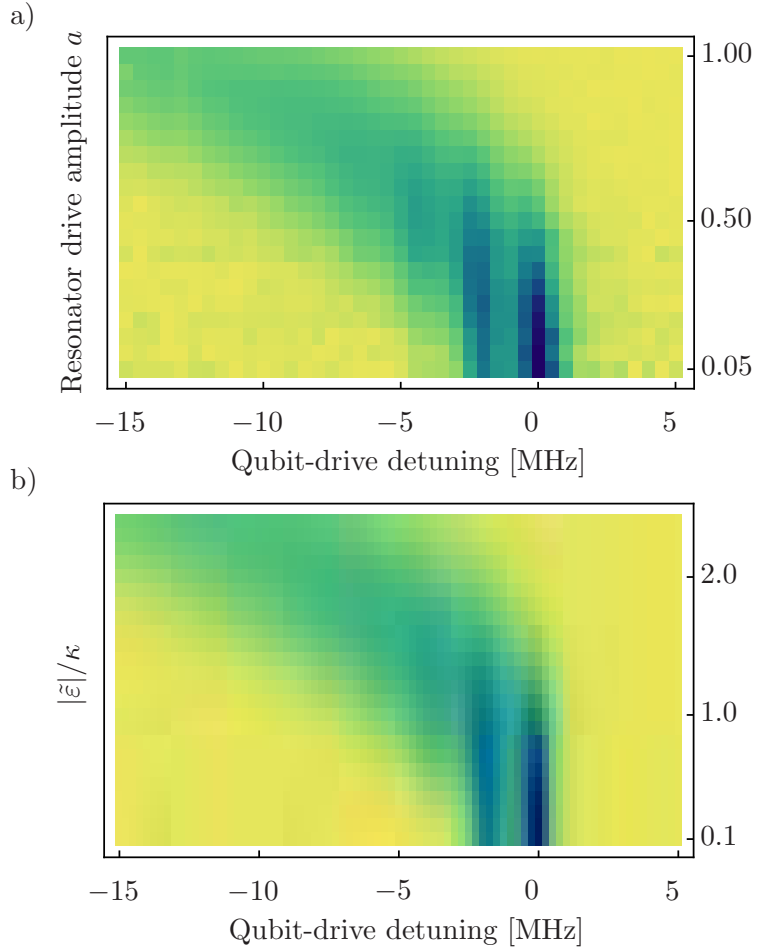 a)
Resonator drive amplitude a
1.00
0.50
0.05
−15 −10 −5 0 5
Qubit-drive detuning [MHz]
b)
|ε̃|/κ
2.0
1.0
0.1
−15 −10 −5 0 5
Qubit-drive detuning [MHz]